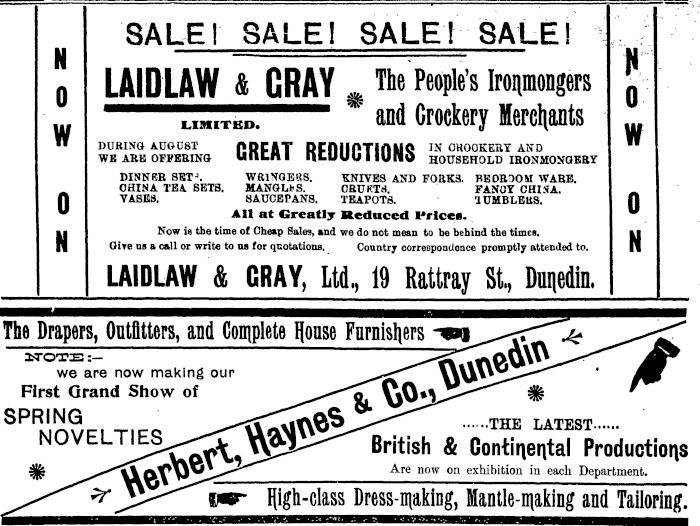 SALE! SALE! SALE! SALE!
NOW ON
LAIDLAW & GRAY
LIMITED.
The People's Ironmongers
and Crockery Merchants
NOW ON
DURING AUGUST
WE ARE OFFERING
GREAT REDUCTIONS
IN CROCKERY AND
HOUSEHOLD IRONMONGERY
DINNER SETS.
CHINA TEA SETS.
VASES.
WRINGERS.
MANGLES.
SAUCEPANS.
KNIVES AND FORKS.
CRUETS.
TEAPOTS.
BEDROOM WARE.
FANCY CHINA.
TUMBLERS.
All at Greatly Reduced Prices.
Now is the time of Cheap Sales, and we do not mean to be behind the times.
Give us a call or write to us for quotations. Country correspondence promptly attended to.
LAIDLAW & GRAY, Ltd., 19 Rattray St., Dunedin.
The Drapers, Outfitters, and Complete House Furnishers
NOTE:—
we are now making our
First Grand Show of
SPRING
NOVELTIES
Herbert, Haynes & Co., Dunedin
......THE LATEST......
British & Continental Productions
Are now on exhibition in each Department.
High-class Dress-making, Mantle-making and Tailoring.